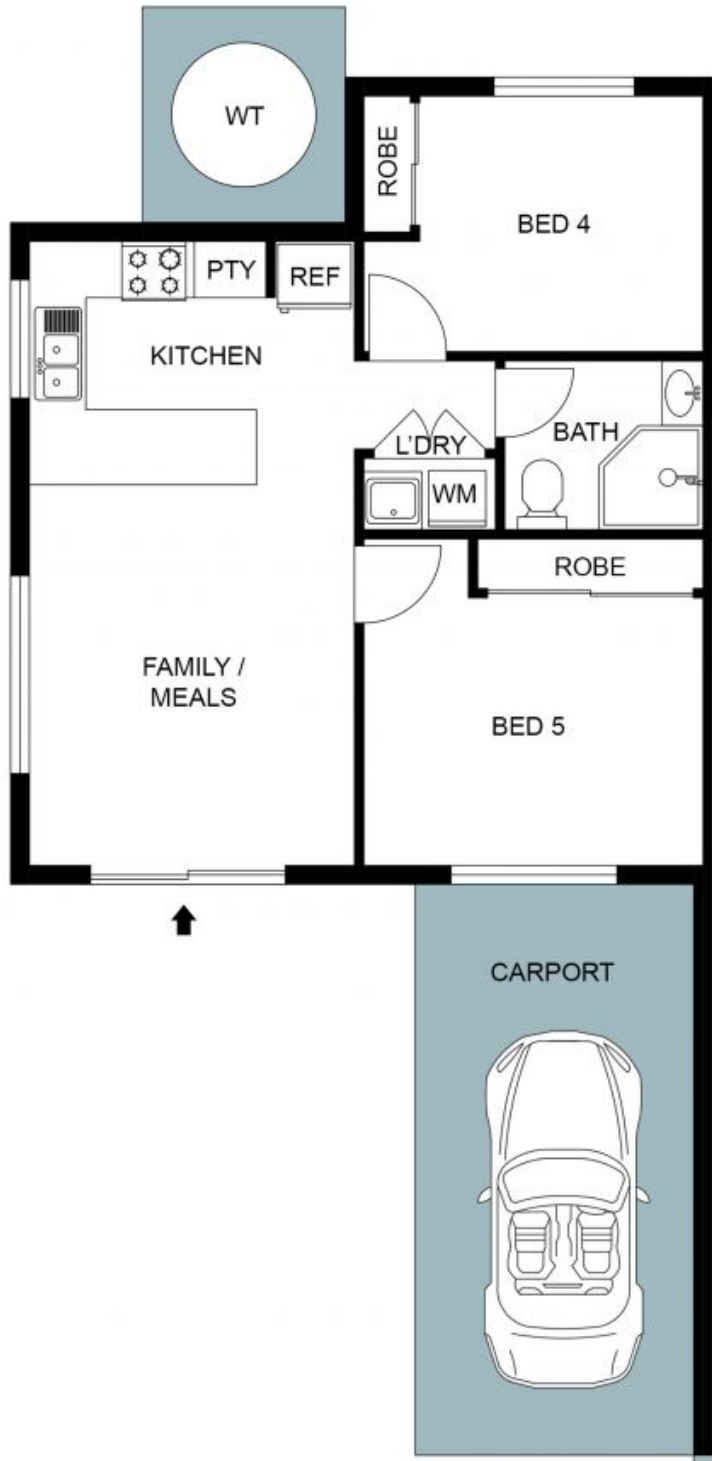 WT
ROBE
BED 4
PTY
REF
KITCHEN
BATH
L'DRY
WM
ROBE
FAMILY /
MEALS
BED 5
CARPORT